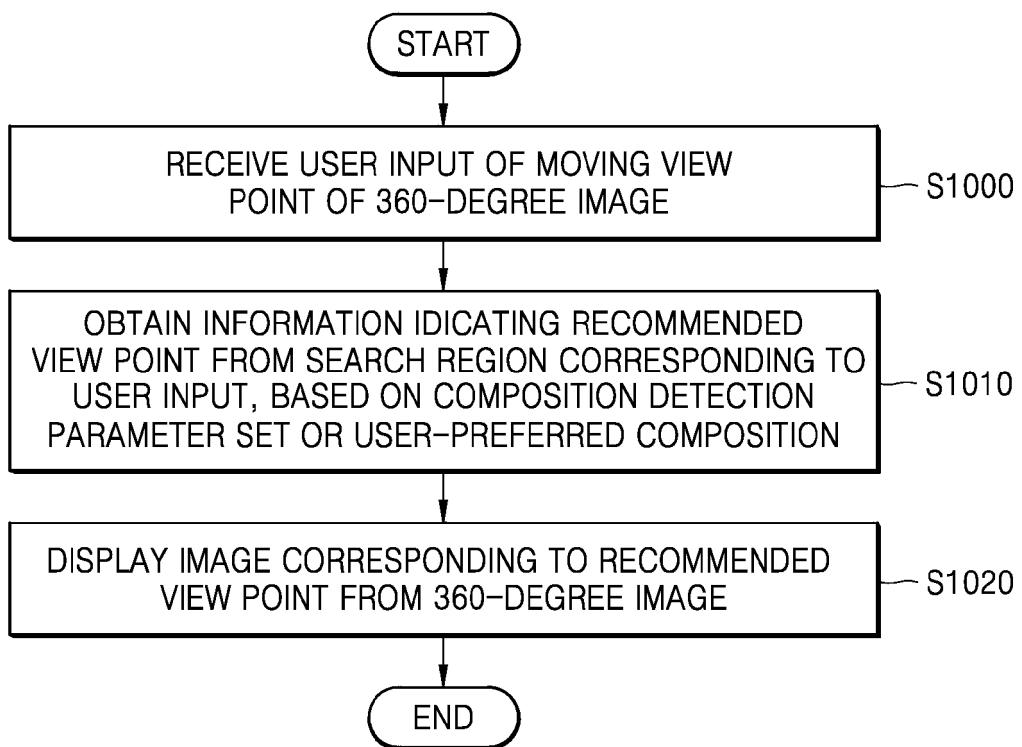 START
RECEIVE USER INPUT OF MOVING VIEW
POINT OF 360-DEGREE IMAGE
S1000
OBTAIN INFORMATION IDICATING RECOMMENDED
VIEW POINT FROM SEARCH REGION CORRESPONDING TO
USER INPUT, BASED ON COMPOSITION DETECTION
PARAMETER SET OR USER-PREFERRED COMPOSITION
S1010
DISPLAY IMAGE CORRESPONDING TO RECOMMENDED
VIEW POINT FROM 360-DEGREE IMAGE
S1020
END